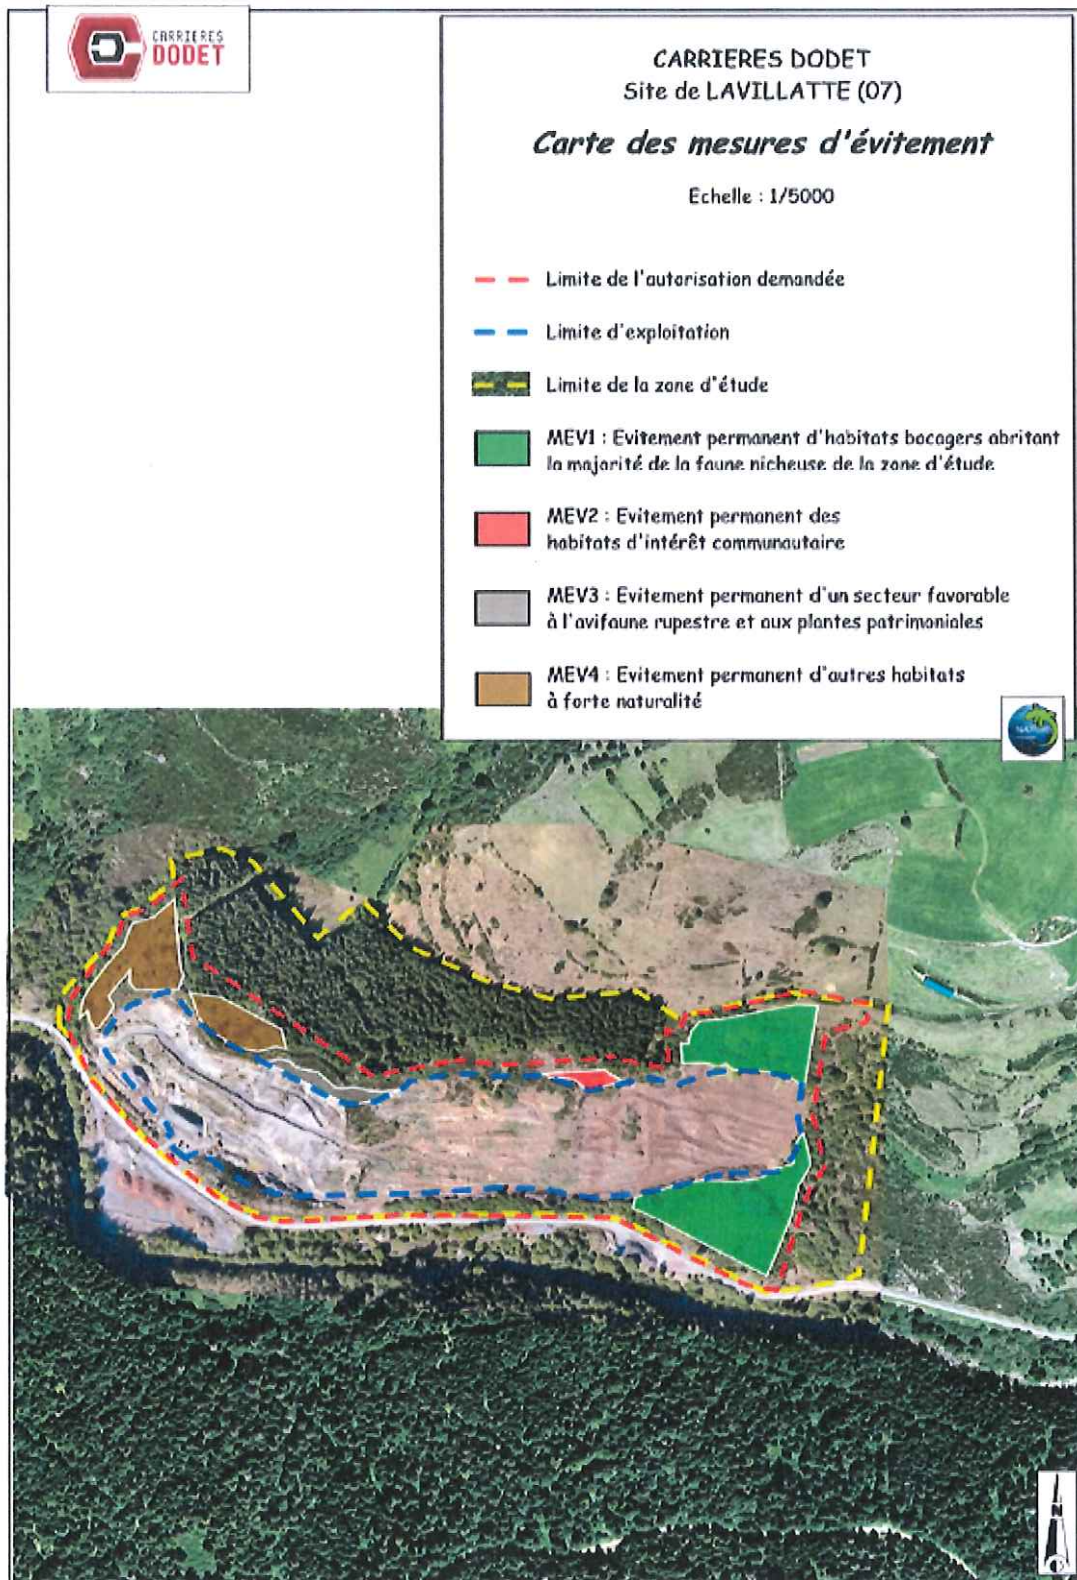 CARRIERES
DODET
CARRIERES DODET
Site de LAVILLATTE (07)
Carte des mesures d'évitement
Echelle : 1/5000
Limite de l'autorisation demandée
Limite d'exploitation
Limite de la zone d'étude
MEV1 : Evitement permanent d'habitats bocagers abritant
la majorité de la faune nicheuse de la zone d'étude
MEV2 : Evitement permanent des
habitats d'intérêt communautaire
MEV3 : Evitement permanent d'un secteur favorable
à l'avifaune rupestre et aux plantes patrimoniales
MEV4 : Evitement permanent d'autres habitats
à forte naturalité
N